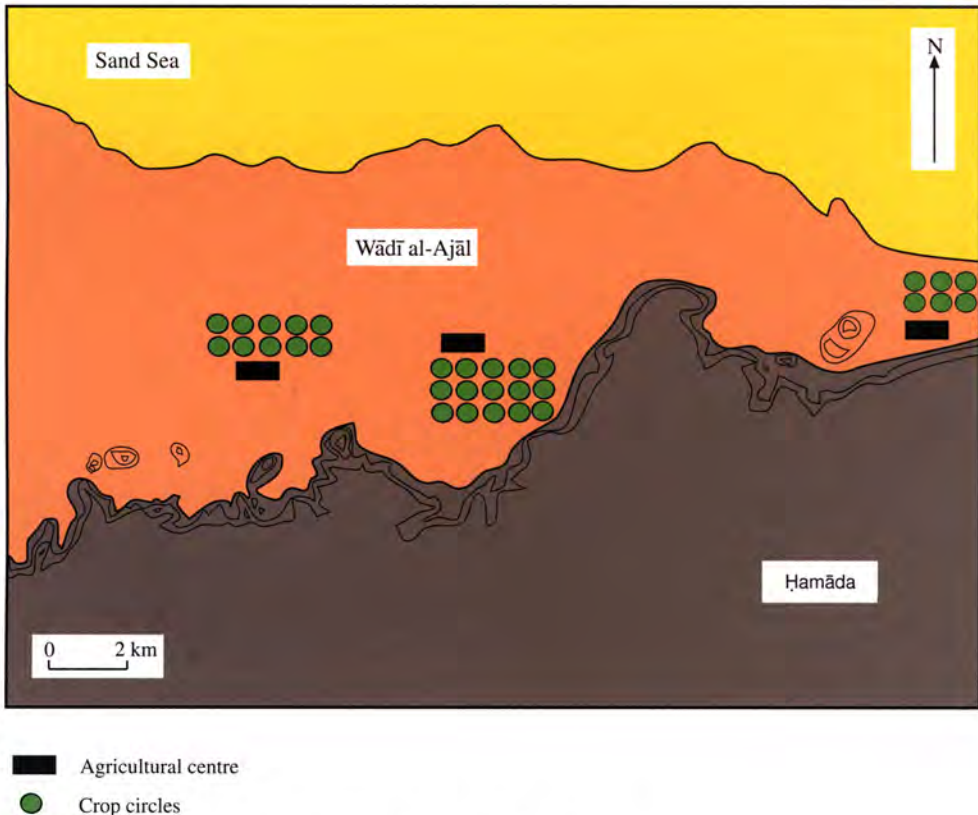 Sand Sea
N
Wādī al-Ajāl
Ḥamāda
0 2 km
Agricultural centre
Crop circles